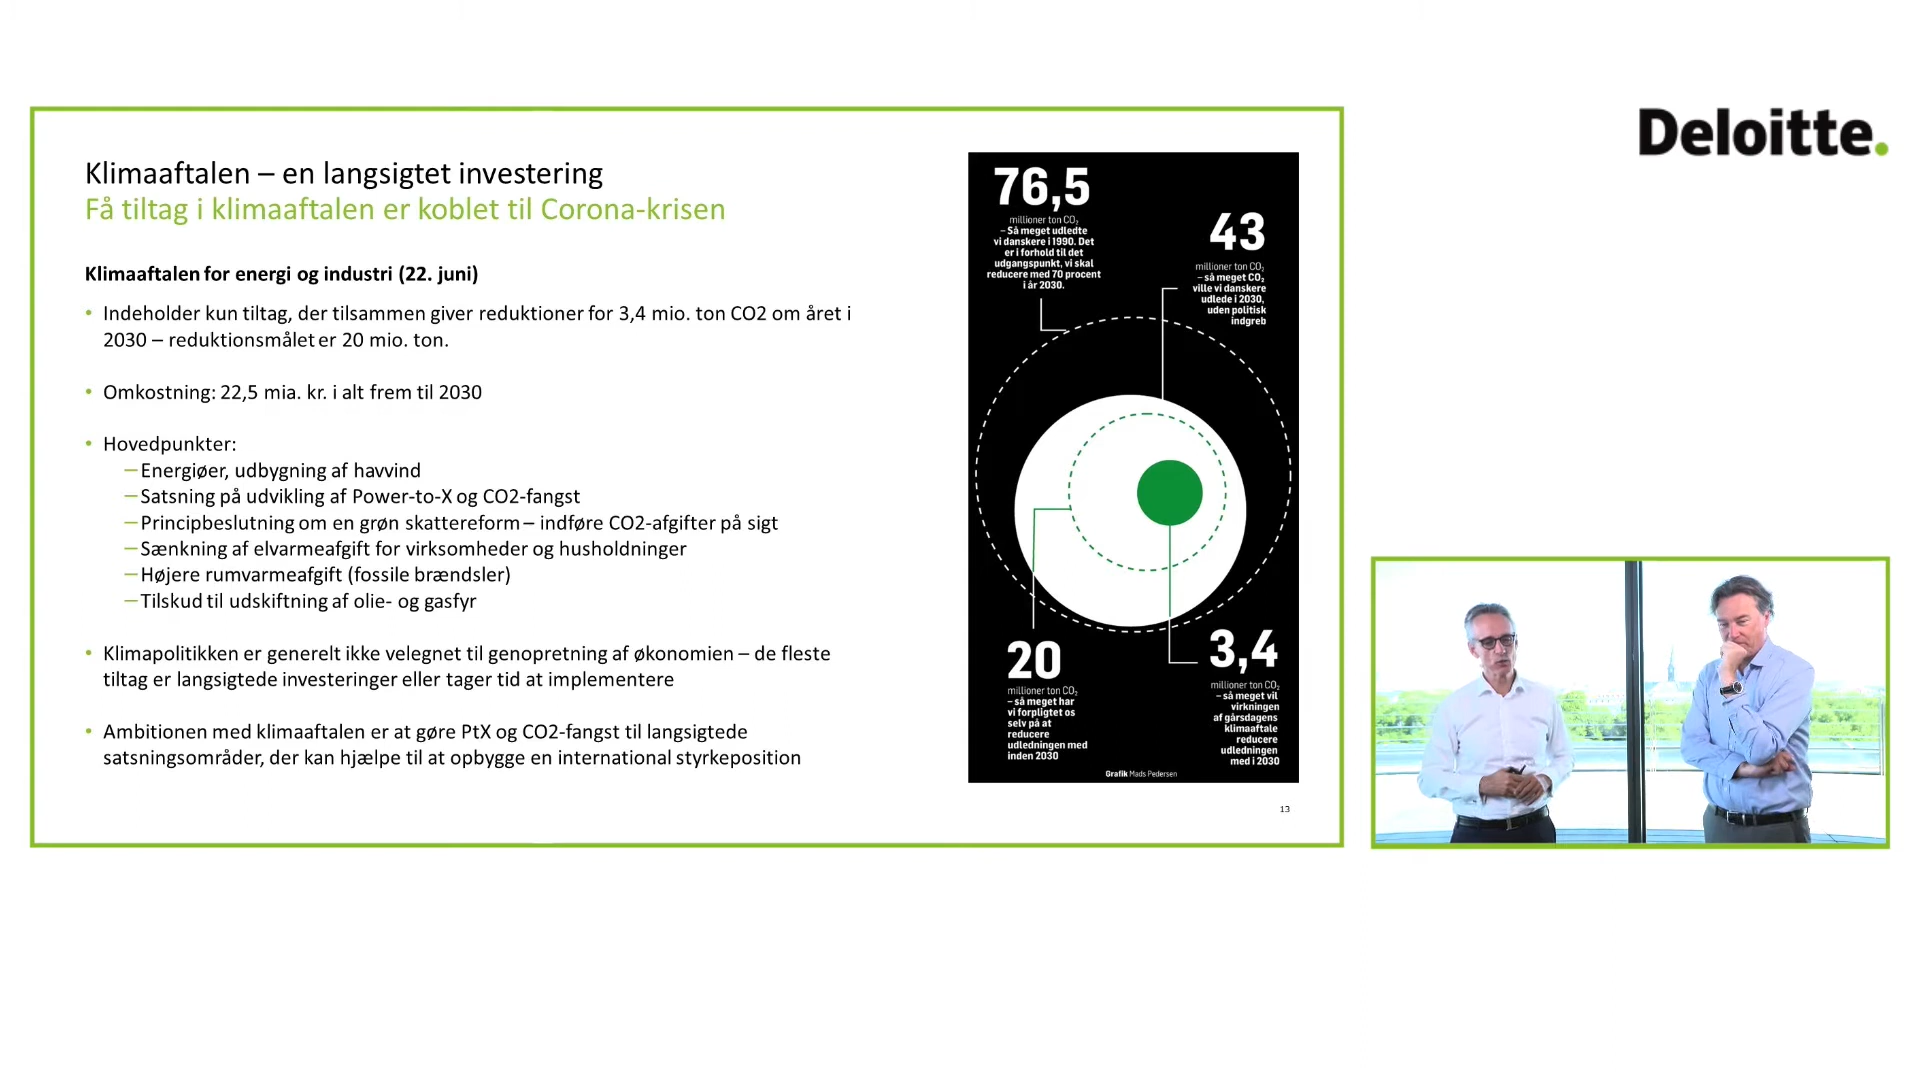 Deloitte.
Klimaaftalen – en langsigtet investering
Få tiltag i klimaaftalen er koblet til Corona-krisen
Klimaaftalen for energi og industri (22. juni)
• Indeholder kun tiltag, der tilsammen giver reduktioner for 3,4 mio. ton CO2 om året i
2030 – reduktionsmålet er 20 mio. ton.
• Omkostning: 22,5 mia. kr. i alt frem til 2030
• Hovedpunkter:
– Energiøer, udbygning af havvind
– Satsning på udvikling af Power-to-X og CO2-fangst
– Principbeslutning om en grøn skattereform – indføre CO2-afgifter på sigt
– Sænkning af elvarmeafgift for virksomheder og husholdninger
– Højere rumvarmeafgift (fossile brændsler)
– Tilskud til udskiftning af olie- og gasfyr
• Klimapolitikken er generelt ikke velegnet til genopretning af økonomien – de fleste
tiltag er langsigtede investeringer eller tager tid at implementere
• Ambitionen med klimaaftalen er at gøre PtX og CO2-fangst til langsigtede
satsningsområder, der kan hjælpe til at opbygge en international styrkeposition
76,5
millioner ton CO₂
– Så meget udledte
vi danskere i 1990. Det
er i forhold til det
udgangspunkt, vi skal
reducere med 70 procent
i år 2030.
43
millioner ton CO₂
– så meget CO₂
ville vi danskere
udlede i 2030,
uden politisk
indgreb
20
millioner ton CO₂
– så meget har
vi forpligtet os
selv på at
reducere
udledningen med
inden 2030
3,4
millioner ton CO₂
– så meget vil
virkningen
af gårsdagens
klimaaftale
reducere
udledningen
med i 2030
Grafik Mads Pedersen
13